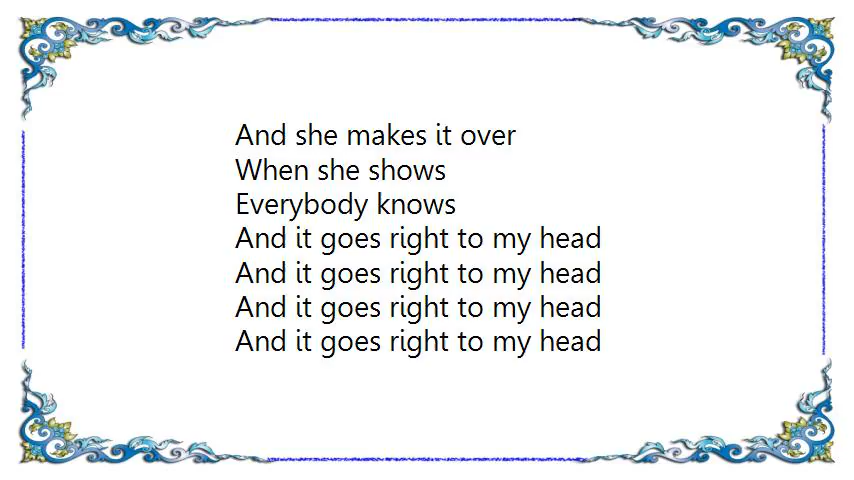 And she makes it over
When she shows
Everybody knows
And it goes right to my head
And it goes right to my head
And it goes right to my head
And it goes right to my head